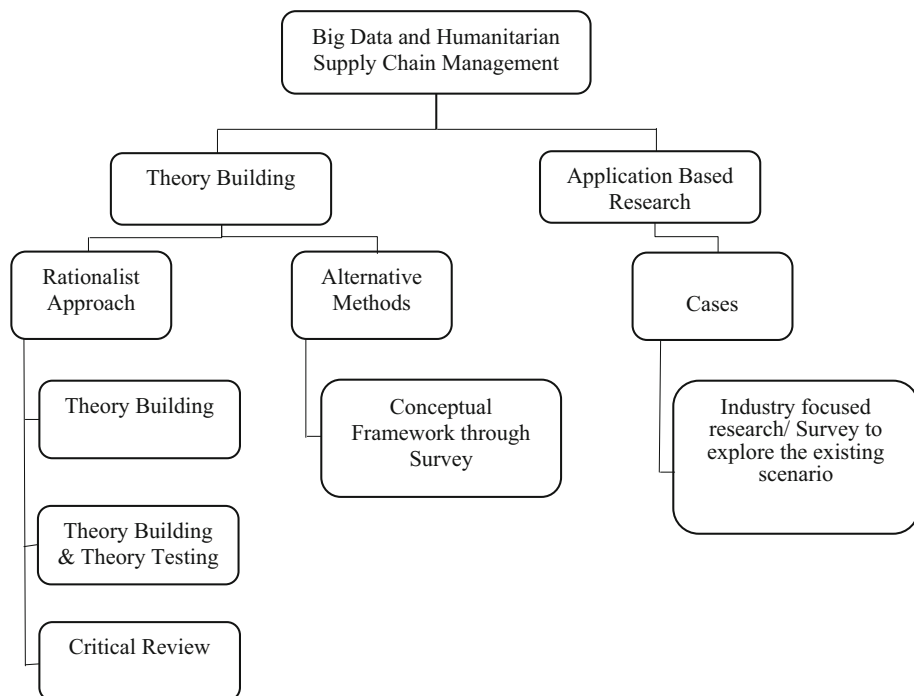 Big Data and Humanitarian
Supply Chain Management
Theory Building
Application Based
Research
Rationalist
Approach
Alternative
Methods
Cases
Theory Building
Conceptual
Framework through
Survey
Industry focused
research/ Survey to
explore the existing
scenario
Theory Building
& Theory Testing
Critical Review